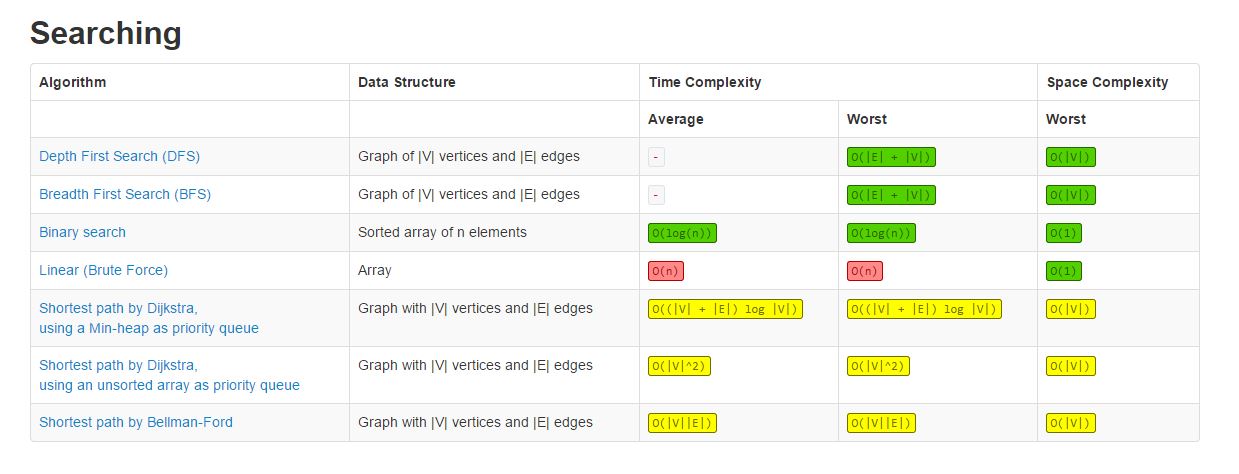 Searching
Algorithm Data Structure Time Complexity Space Complexity
Average Worst Worst
Depth First Search (DFS) Graph of |V| vertices and |E| edges - O(|E| + |V|) O(|V|)
Breadth First Search (BFS) Graph of |V| vertices and |E| edges - O(|E| + |V|) O(|V|)
Binary search Sorted array of n elements O(log(n)) O(log(n)) O(1)
Linear (Brute Force) Array O(n) O(n) O(1)
Shortest path by Dijkstra, Graph with |V| vertices and |E| edges O((|V| + |E|) log |V|) O((|V| + |E|) log |V|) O(|V|)
using a Min-heap as priority queue
Shortest path by Dijkstra, Graph with |V| vertices and |E| edges O(|V|^2) O(|V|^2) O(|V|)
using an unsorted array as priority queue
Shortest path by Bellman-Ford Graph with |V| vertices and |E| edges O(|V||E|) O(|V||E|) O(|V|)